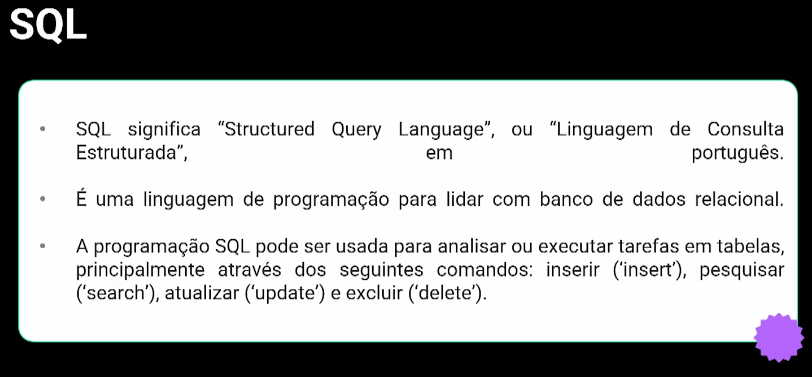 SQL
• SQL significa “Structured Query Language”, ou “Linguagem de Consulta
Estruturada”, em português.
• É uma linguagem de programação para lidar com banco de dados relacional.
• A programação SQL pode ser usada para analisar ou executar tarefas em tabelas,
principalmente através dos seguintes comandos: inserir (‘insert’), pesquisar
(‘search’), atualizar (‘update’) e excluir (‘delete’).